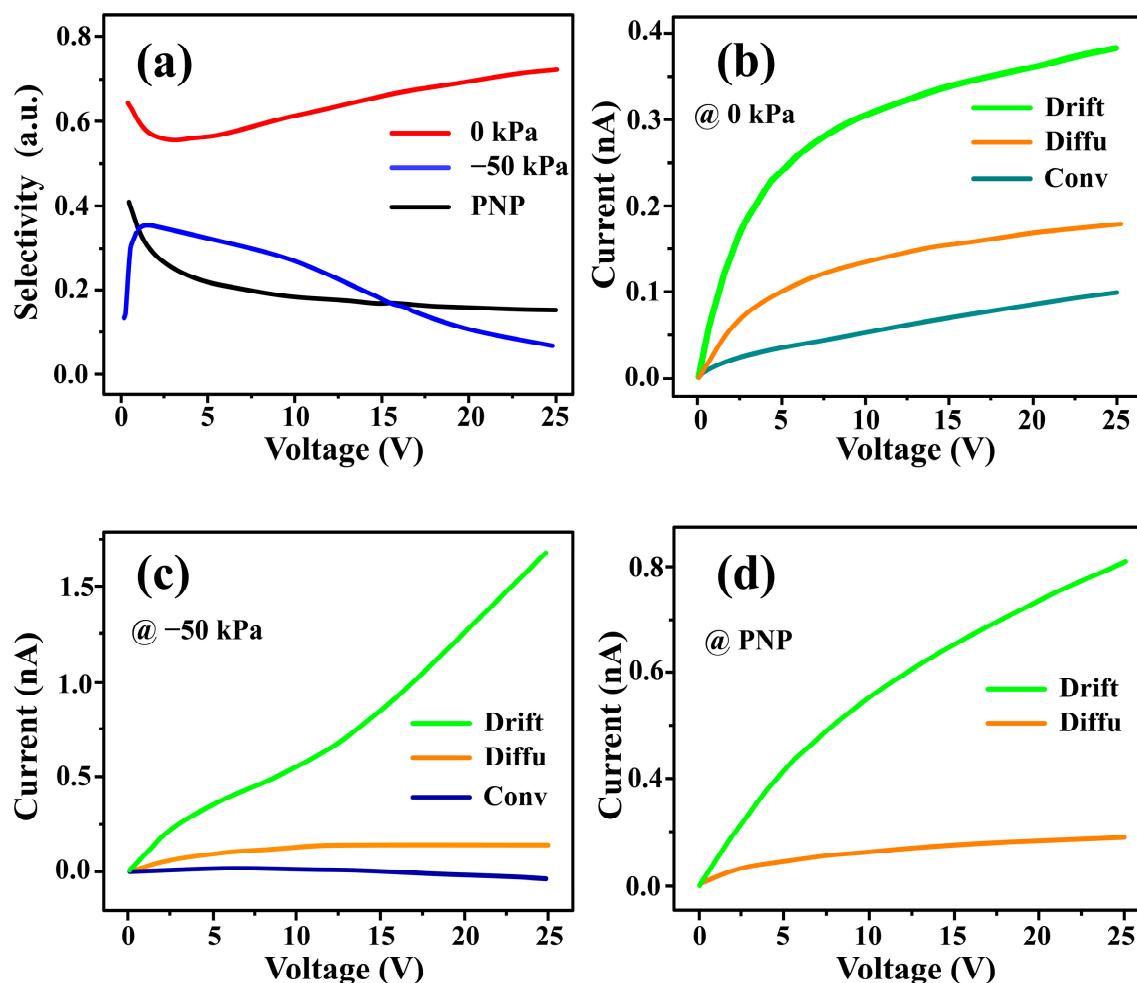 (a)
0.8
0.6
0.4
0.2
0.0
Selectivity (a.u.)
0 kPa
−50 kPa
PNP
0 5 10 15 20 25
Voltage (V)
(b)
@ 0 kPa
0.4
0.3
0.2
0.1
0.0
Current (nA)
Drift
Diffu
Conv
0 5 10 15 20 25
Voltage (V)
(c)
@ −50 kPa
1.5
1.0
0.5
0.0
Current (nA)
Drift
Diffu
Conv
0 5 10 15 20 25
Voltage (V)
(d)
@ PNP
0.8
0.6
0.4
0.4
0.0
Current (nA)
Drift
Diffu
0 5 10 15 20 25
Voltage (V)